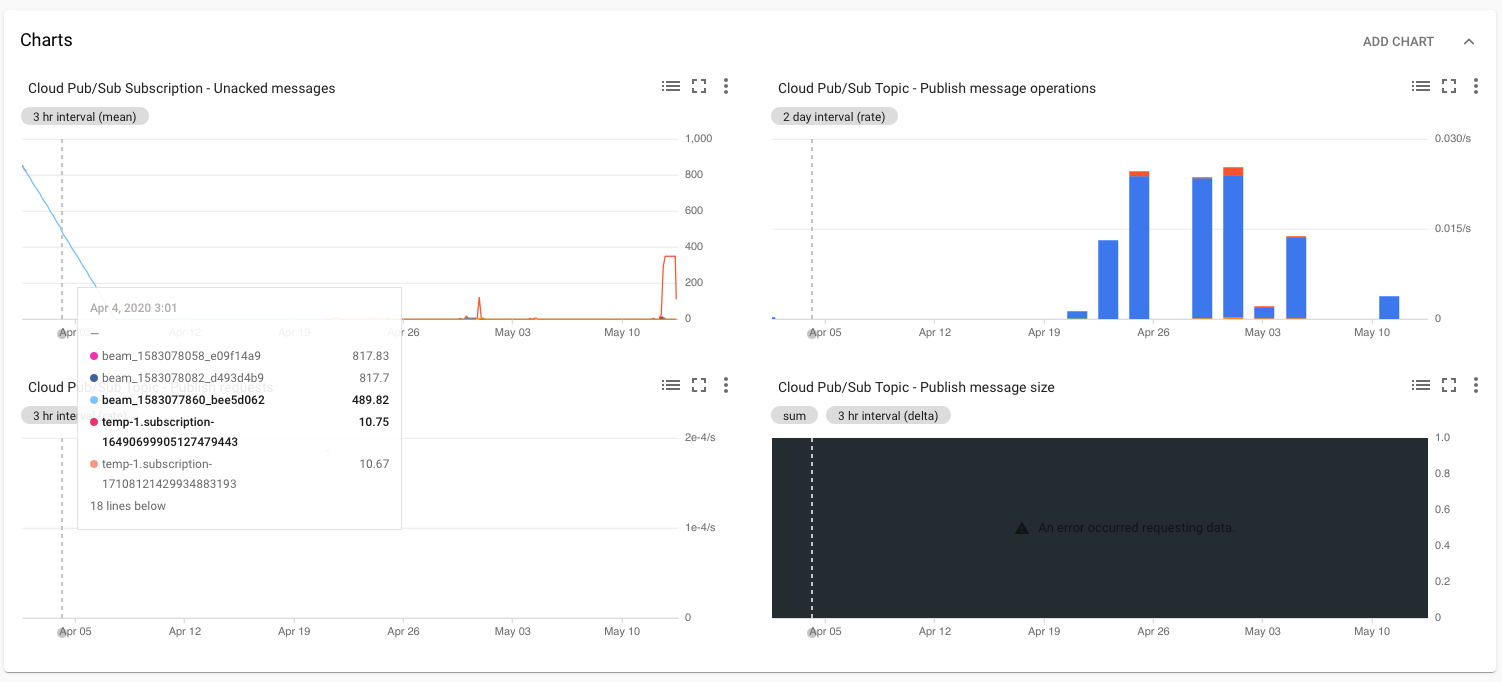 Charts
ADD CHART
Cloud Pub/Sub Subscription - Unacked messages
3 hr interval (mean)
1,000
800
600
400
200
0
Apr 05
Apr 12
Apr 19
Apr 26
May 03
May 10
Apr 4, 2020 3:01
—
beam_1583078058_e09f14a9 817.83
beam_1583078082_d493d4b9 817.7
beam_1583077860_bee5d062 489.82
temp-1.subscription- 10.75
16490699905127479443
temp-1.subscription- 10.67
17108121429934883193
18 lines below
Cloud Pub/Sub Topic - Publish message operations
2 day interval (rate)
0.030/s
0.015/s
0
Apr 05
Apr 12
Apr 19
Apr 26
May 03
May 10
Cloud Pub/Sub Topic - Publish requests
3 hr interval (rate)
2e-4/s
1e-4/s
0
Apr 05
Apr 12
Apr 19
Apr 26
May 03
May 10
Cloud Pub/Sub Topic - Publish message size
sum
3 hr interval (delta)
1.0
0.8
0.6
0.4
0.2
0
An error occurred requesting data.
Apr 05
Apr 12
Apr 19
Apr 26
May 03
May 10